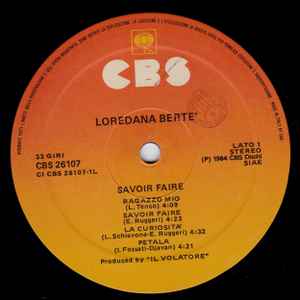 CBS
LOREDANA BERTE'
33 GIRI
CBS 26107
CI CBS 26107-1L
LATO 1
STEREO
(P) 1984 CBS Dischi
SIAE
SAVOIR FAIRE
RAGAZZO MIO
(L. Tenco) 4:09
SAVOIR FAIRE
(E. Ruggeri) 4:23
LA CURIOSITA'
(L. Schiavone-E. Ruggeri) 4:32
PETALA
(I. Fossati-Djavan) 4:21
Produced by "IL VOLATORE"